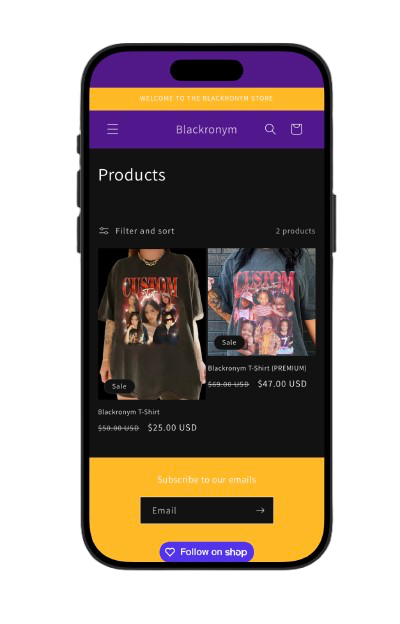 WELCOME TO THE BLACKRONYM STORE
Blackronym
Products
Filter and sort
2 products
CUSTOM
Sale
CUSTOM
Sale
Blackronym T-Shirt
$50.00 USD $25.00 USD
Blackronym T-Shirt (PREMIUM)
$69.00 USD $47.00 USD
Subscribe to our emails
Email
Follow on shop